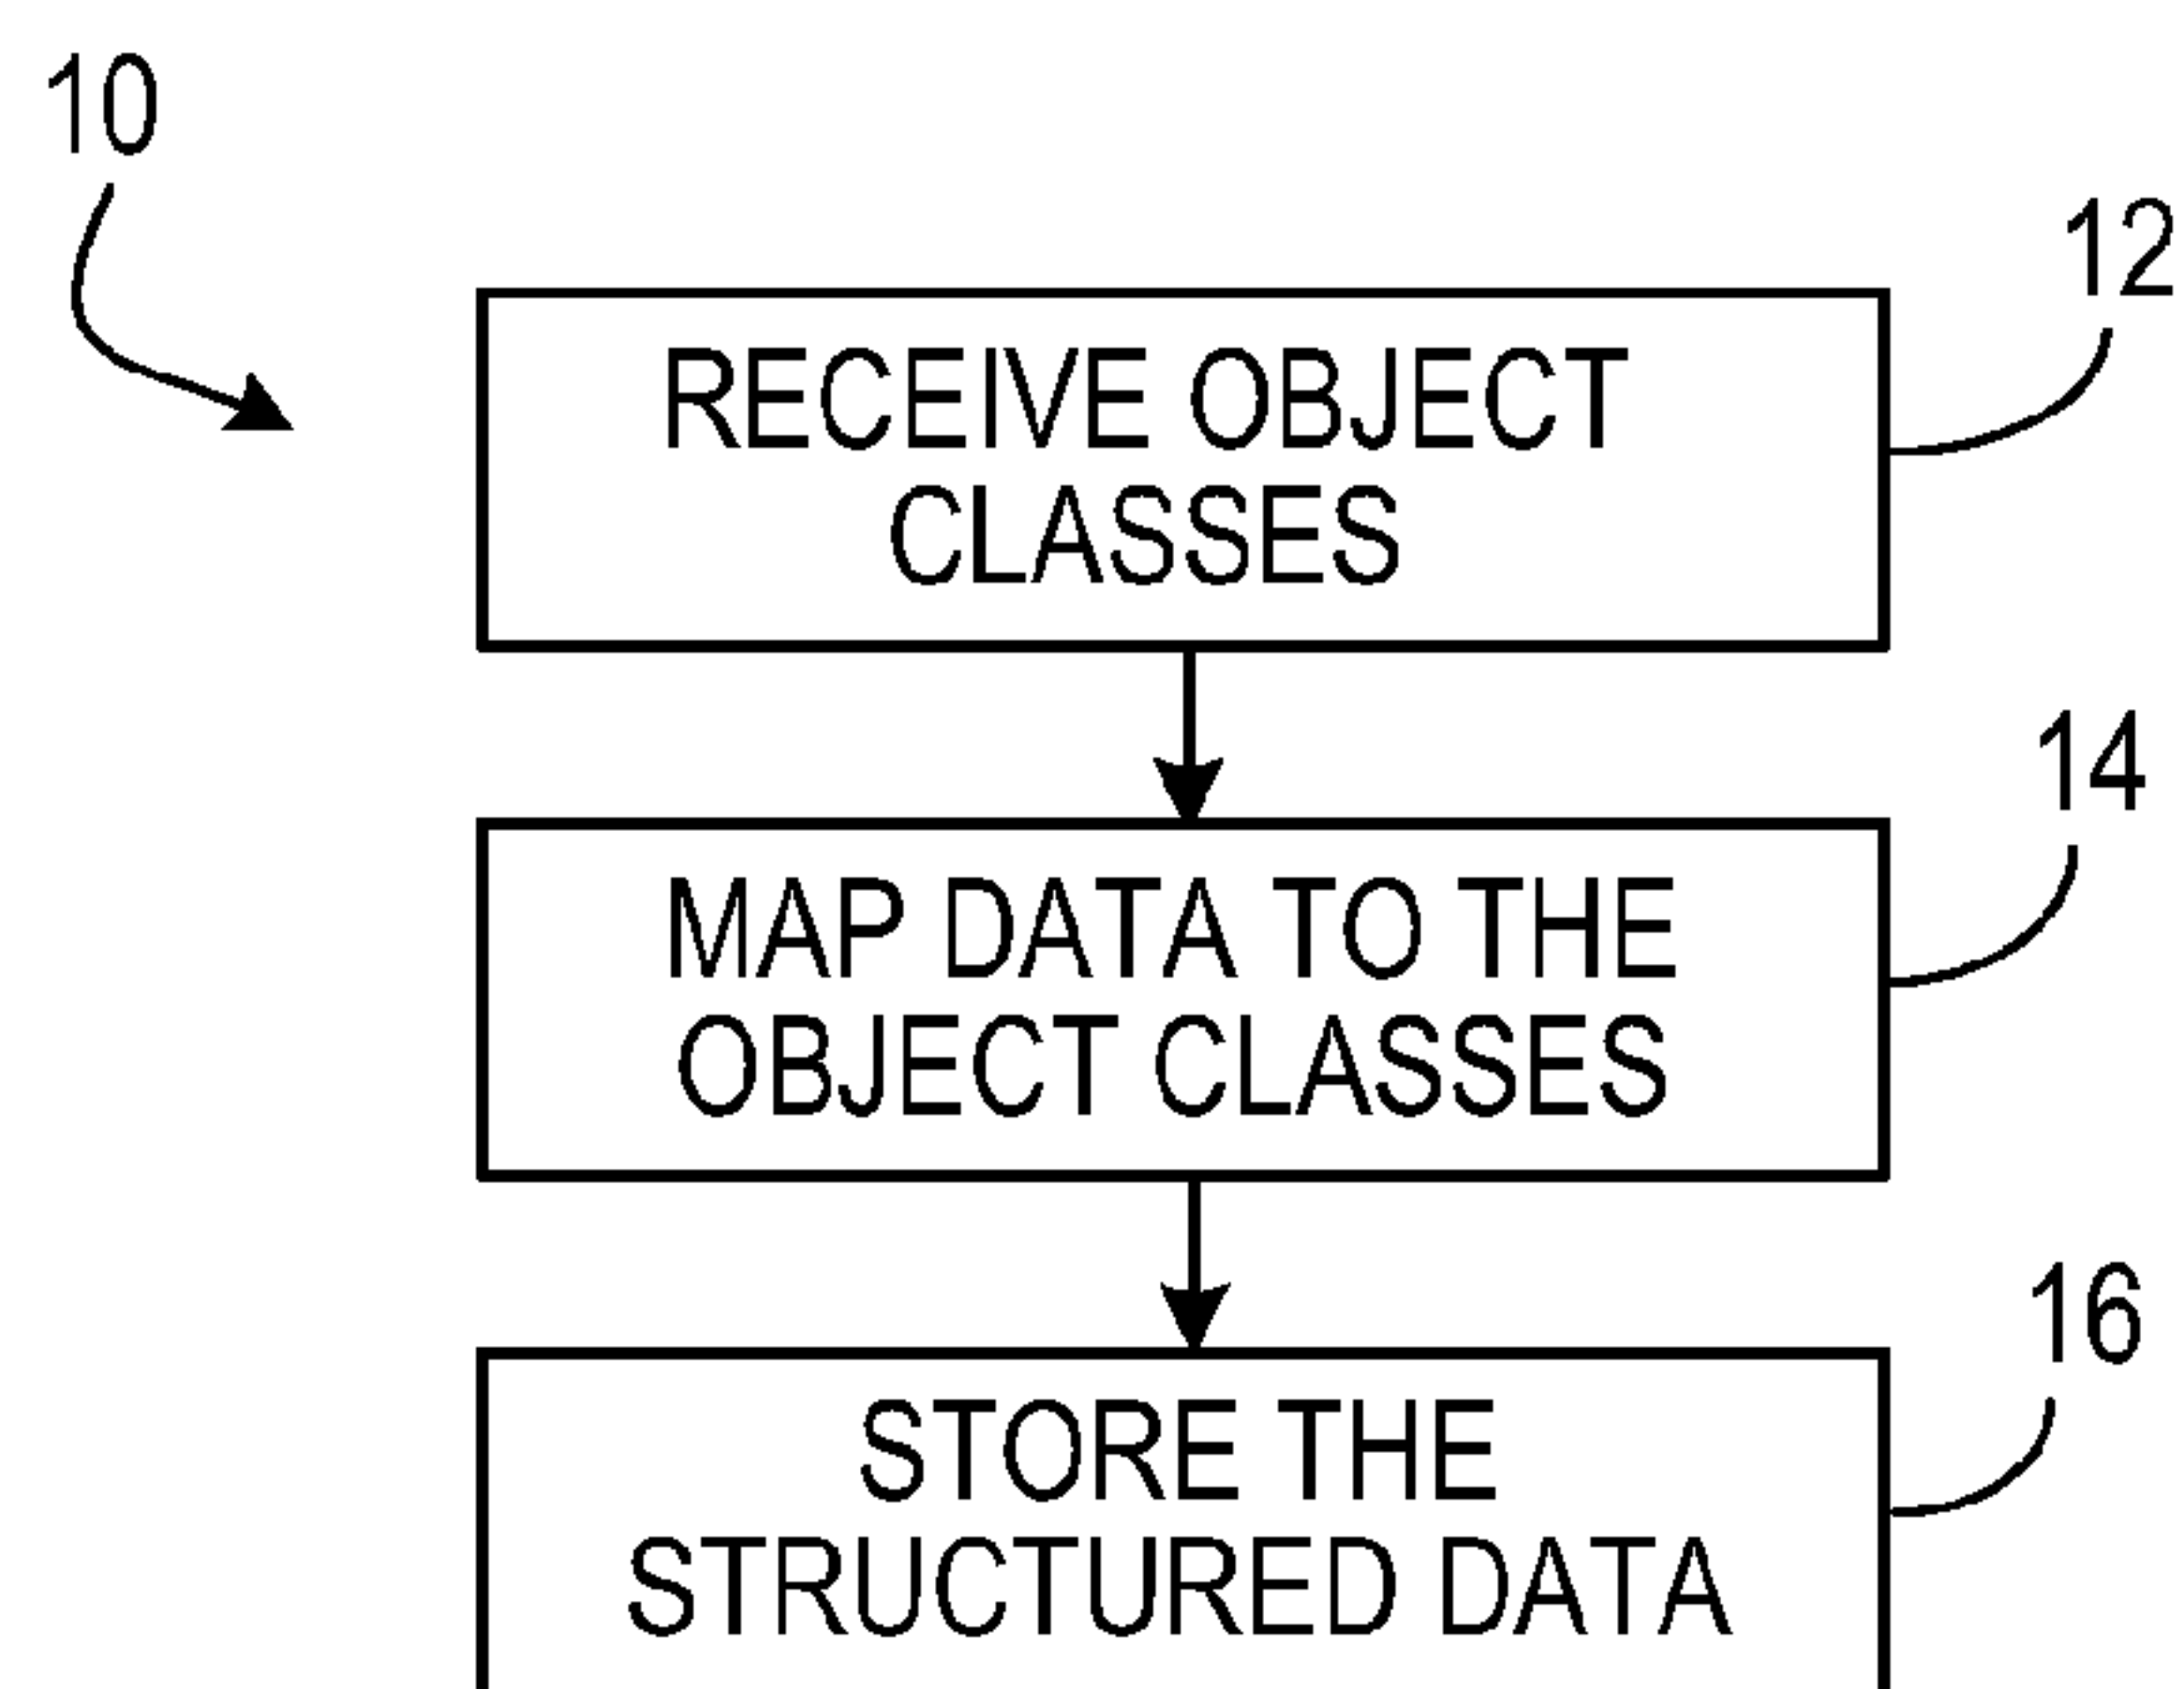 10
12
RECEIVE OBJECT
CLASSES
14
MAP DATA TO THE
OBJECT CLASSES
16
STORE THE
STRUCTURED DATA